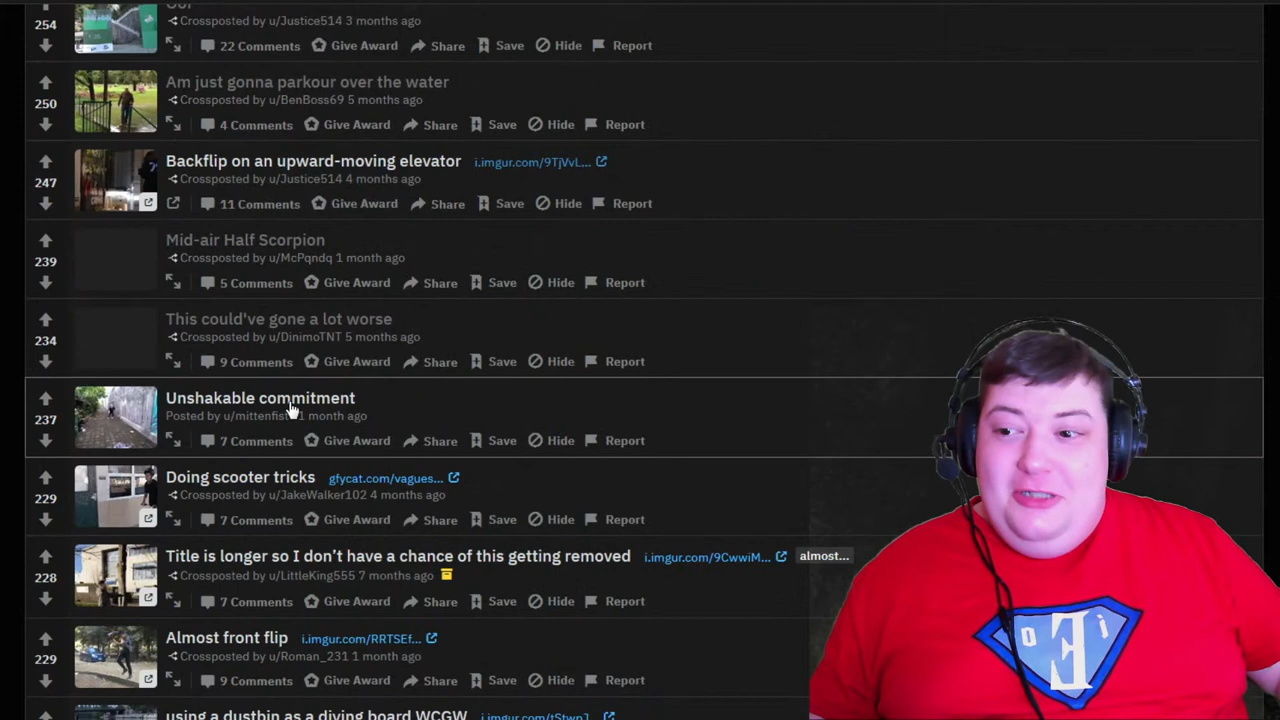 254
Crossposted by u/Justice514 3 months ago
22 Comments Give Award Share Save Hide Report
Am just gonna parkour over the water
250
Crossposted by u/BenBoss69 5 months ago
4 Comments Give Award Share Save Hide Report
Backflip on an upward-moving elevator i.imgur.com/9TjVvL...
247
Crossposted by u/Justice514 4 months ago
11 Comments Give Award Share Save Hide Report
Mid-air Half Scorpion
239
Crossposted by u/McPqndq 1 month ago
5 Comments Give Award Share Save Hide Report
This could've gone a lot worse
234
Crossposted by u/DinimoTNT 5 months ago
9 Comments Give Award Share Save Hide Report
Unshakable commitment
237
Posted by 1 month ago
7 Comments Give Award Share Save Hide Report
Doing scooter tricks gfycat.com/vagues...
229
Crossposted by u/JakeWalker102 4 months ago
7 Comments Give Award Share Save Hide Report
Title is longer so I don’t have a chance of this getting removed i.imgur.com/9CwwiM... almost...
228
Crossposted by u/LittleKing555 7 months ago
7 Comments Give Award Share Save Hide Report
Almost front flip i.imgur.com/RRTSEf...
229
Crossposted by u/Roman_231 1 month ago
9 Comments Give Award Share Save Hide Report
using a dustbin as a diving board WCGW